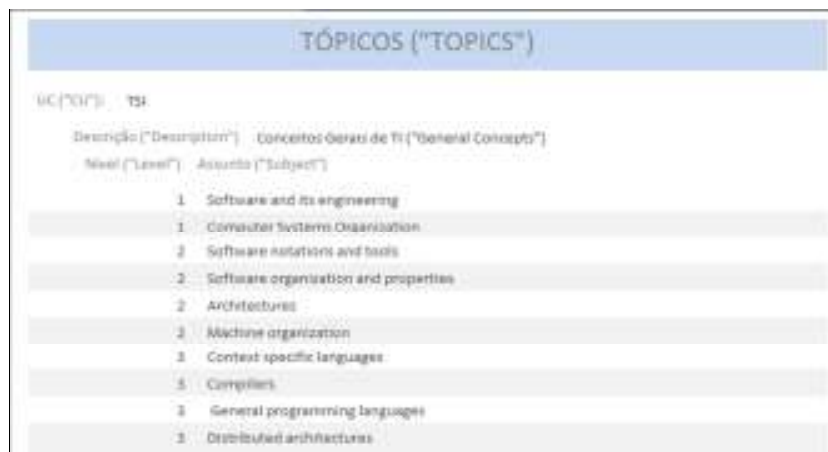 TÓPICOS ("TOPICS")
UC ("CU"): TSI
Descrição ("Description") Conceitos Gerais de TI ("General Concepts")
Nível ("Level") Assunto ("Subject")
1 Software and its engineering
1 Computer Systems Organization
2 Software notations and tools
2 Software organization and properties
2 Architectures
2 Machine organization
3 Context specific languages
3 Compilers
3 General programming languages
3 Distributed architectures